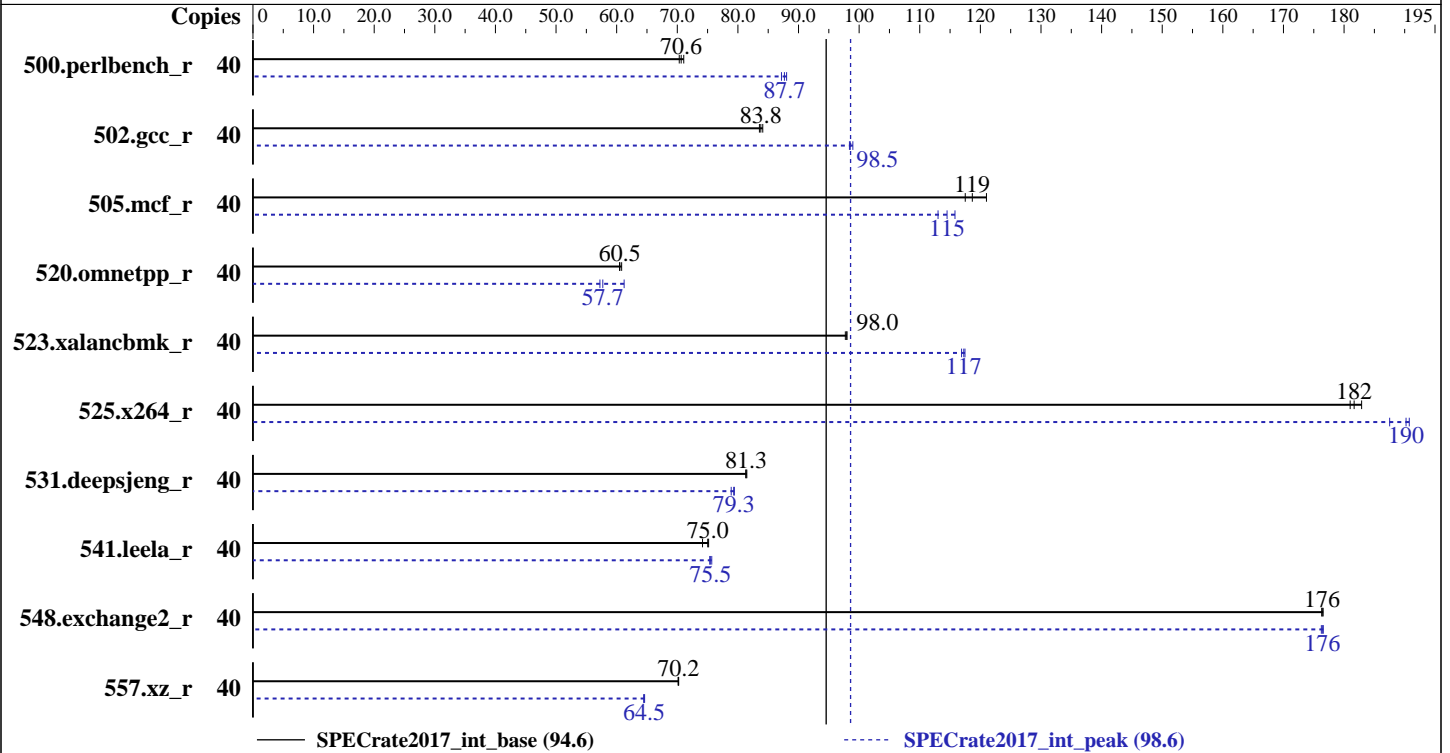 Copies 0 10.0 20.0 30.0 40.0 50.0 60.0 70.0 80.0 90.0 100 110 120 130 140 150 160 170 180 195
70.6
500.perlbench_r 40
87.7
83.8
502.gcc_r 40
98.5
119
505.mcf_r 40
115
60.5
520.omnetpp_r 40
57.7
98.0
523.xalancbmk_r 40
117
182
525.x264_r 40
190
81.3
531.deepsjeng_r 40
79.3
75.0
541.leela_r 40
75.5
176
548.exchange2_r 40
176
70.2
557.xz_r 40
64.5
SPECrate2017_int_base (94.6) SPECrate2017_int_peak (98.6)